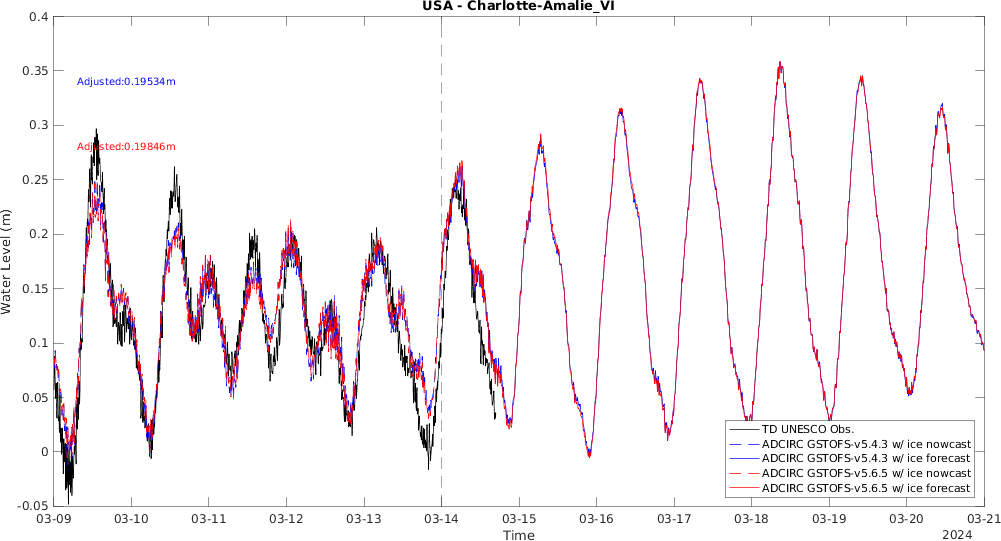 USA - Charlotte-Amalie_VI
0.4
0.35
0.3
0.25
0.2
0.15
0.1
0.05
0
-0.05
Water Level (m)
Adjusted:0.19534m
Adjusted:0.19846m
TD UNESCO Obs.
ADCIRC GSTOFS-v5.4.3 w/ ice nowcast
ADCIRC GSTOFS-v5.4.3 w/ ice forecast
ADCIRC GSTOFS-v5.6.5 w/ ice nowcast
ADCIRC GSTOFS-v5.6.5 w/ ice forecast
03-09 03-10 03-11 03-12 03-13 03-14 03-15 03-16 03-17 03-18 03-19 03-20 03-21
Time
2024